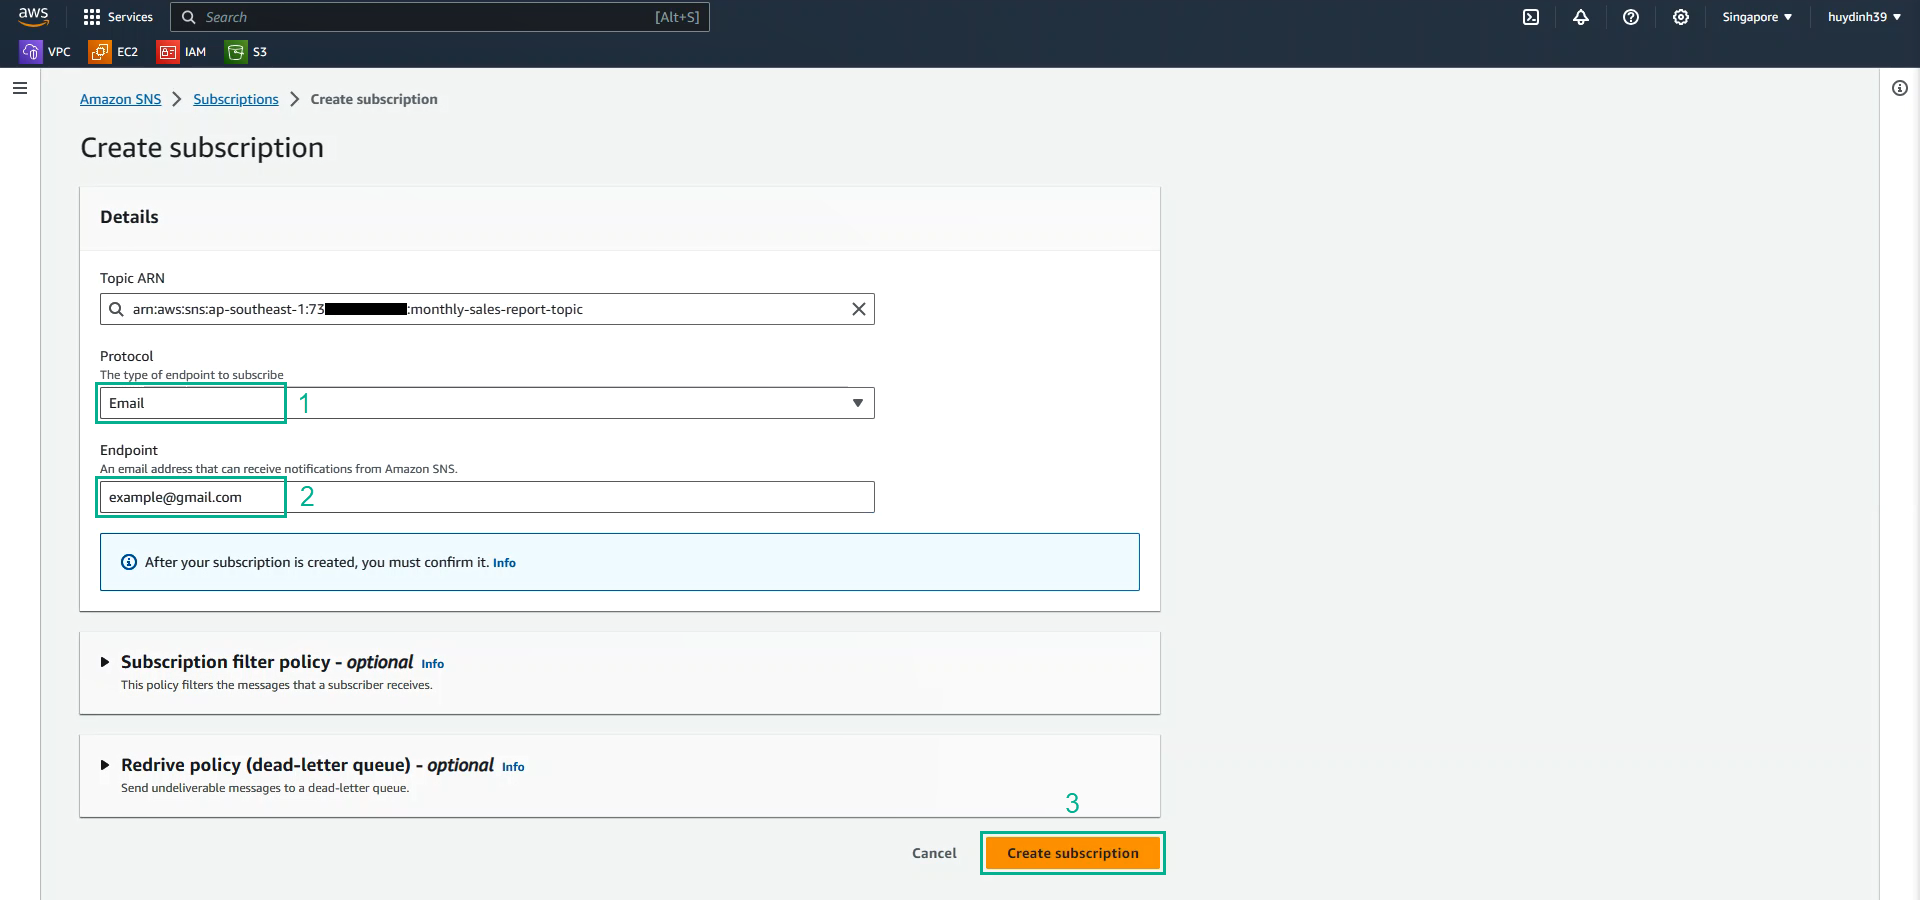 aws
Services
Search
[Alt+S]
Singapore
huydinh39
VPC
EC2
IAM
S3
Amazon SNS
Subscriptions
Create subscription
Create subscription
Details
Topic ARN
arn:aws:sns:ap-southeast-1:73 :monthly-sales-report-topic
Protocol
The type of endpoint to subscribe
Email
1
Endpoint
An email address that can receive notifications from Amazon SNS.
example@gmail.com
2
After your subscription is created, you must confirm it. Info
Subscription filter policy - optional Info
This policy filters the messages that a subscriber receives.
Redrive policy (dead-letter queue) - optional Info
Send undeliverable messages to a dead-letter queue.
3
Cancel
Create subscription